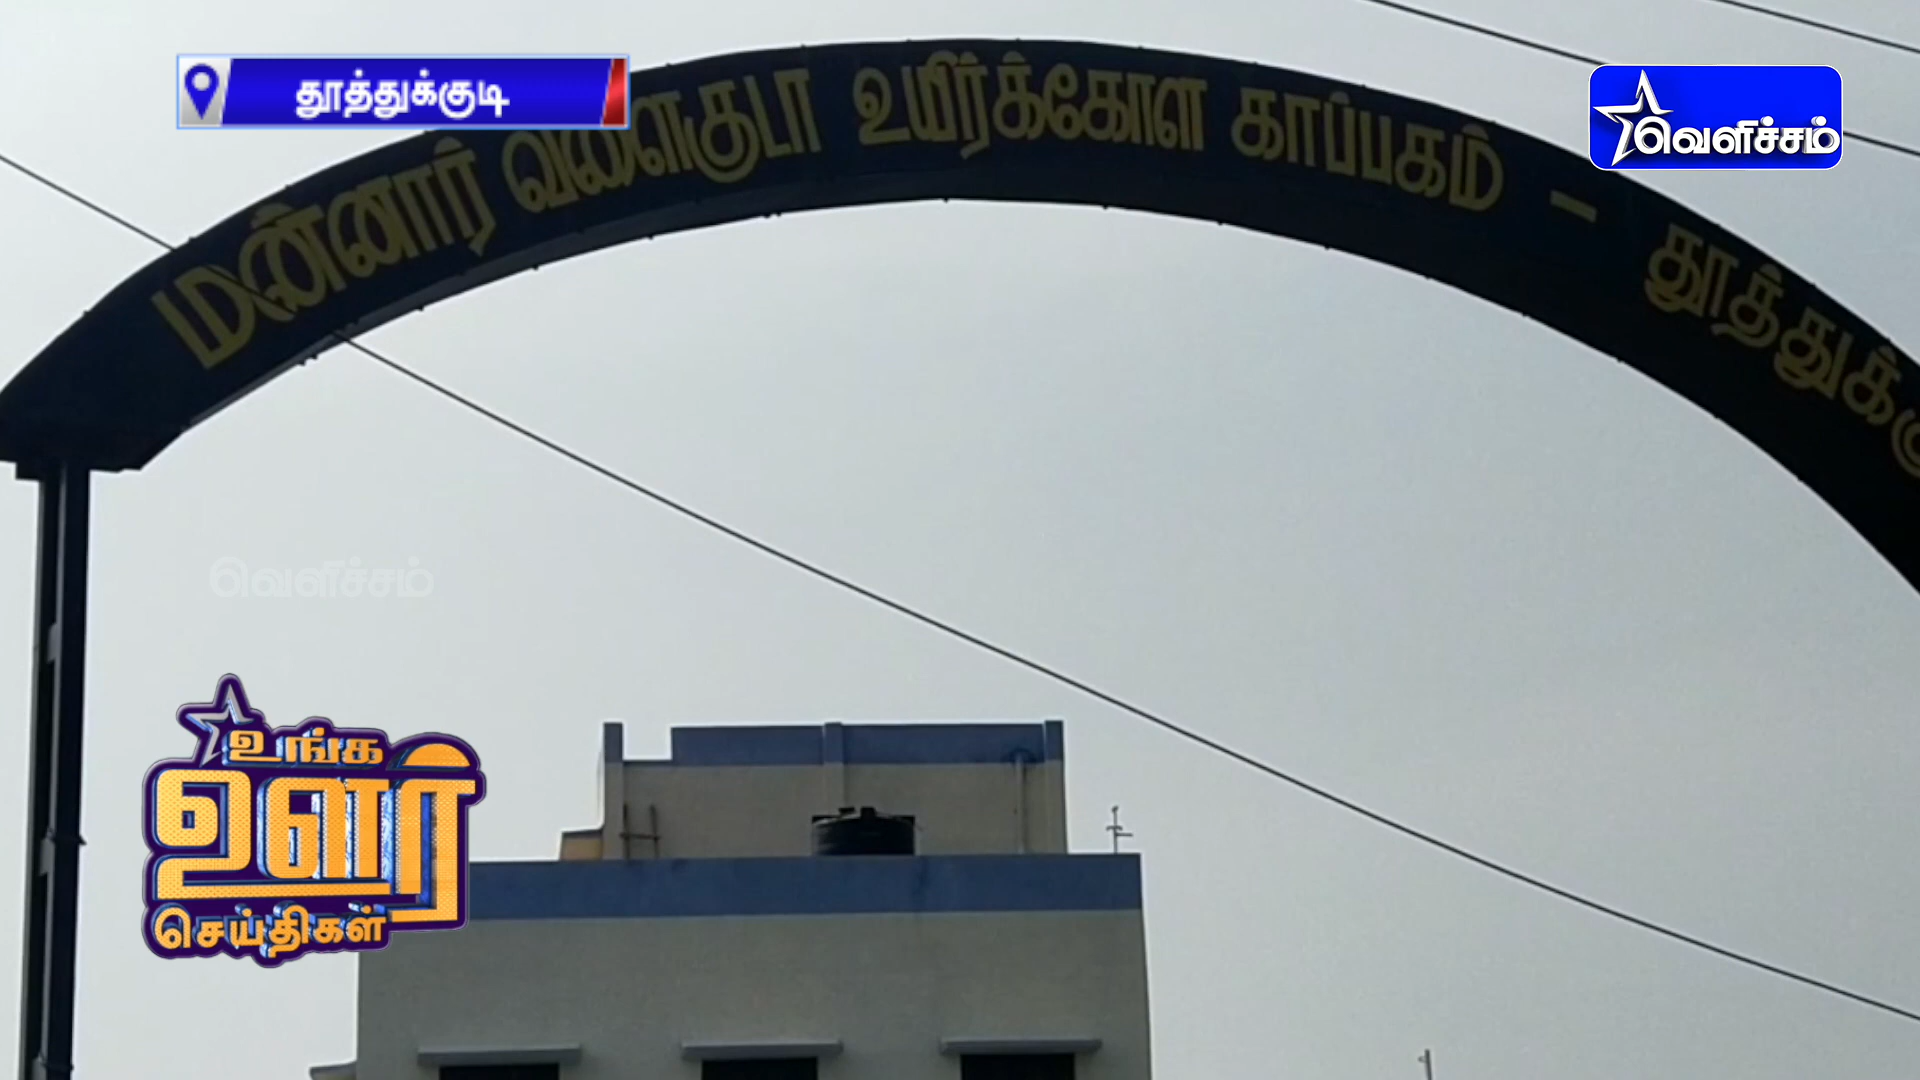 தூத்துக்குடி
வெளிச்சம்
மன்னார் வளைகுடா உயிர்க்கோள காப்பகம் - தூத்துக்கு
வெளிச்சம்
உங்க
ஊர்
செய்திகள்